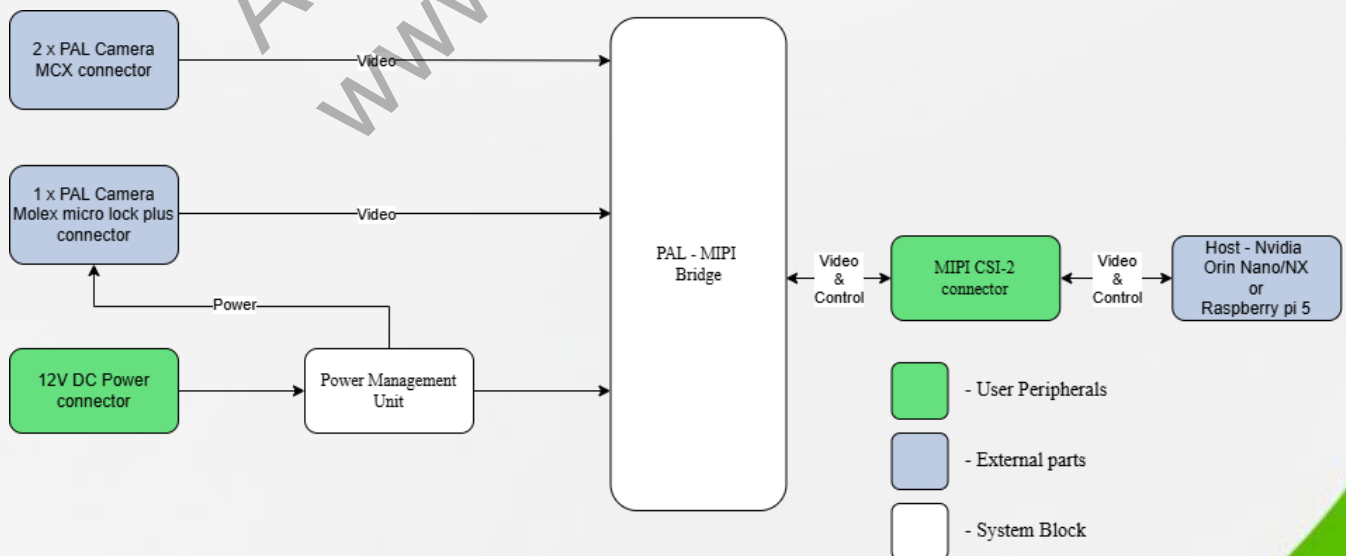 2 x PAL Camera
MCX connector
Video
1 x PAL Camera
Molex micro lock plus
connector
Video
Power
12V DC Power
connector
Power Management
Unit
PAL - MIPI
Bridge
Video
&
Control
MIPI CSI-2
connector
Video
&
Control
Host - Nvidia
Orin Nano/NX
or
Raspberry pi 5
- User Peripherals
- External parts
- System Block